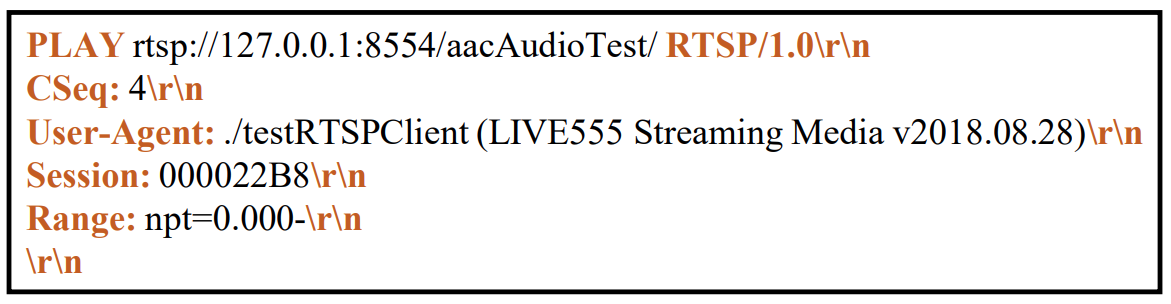 PLAY rtsp://127.0.0.1:8554/aacAudioTest/ RTSP/1.0\r\n
CSeq: 4\r\n
User-Agent: ./testRTSPClient (LIVE555 Streaming Media v2018.08.28)\r\n
Session: 000022B8\r\n
Range: npt=0.000-\r\n
\r\n